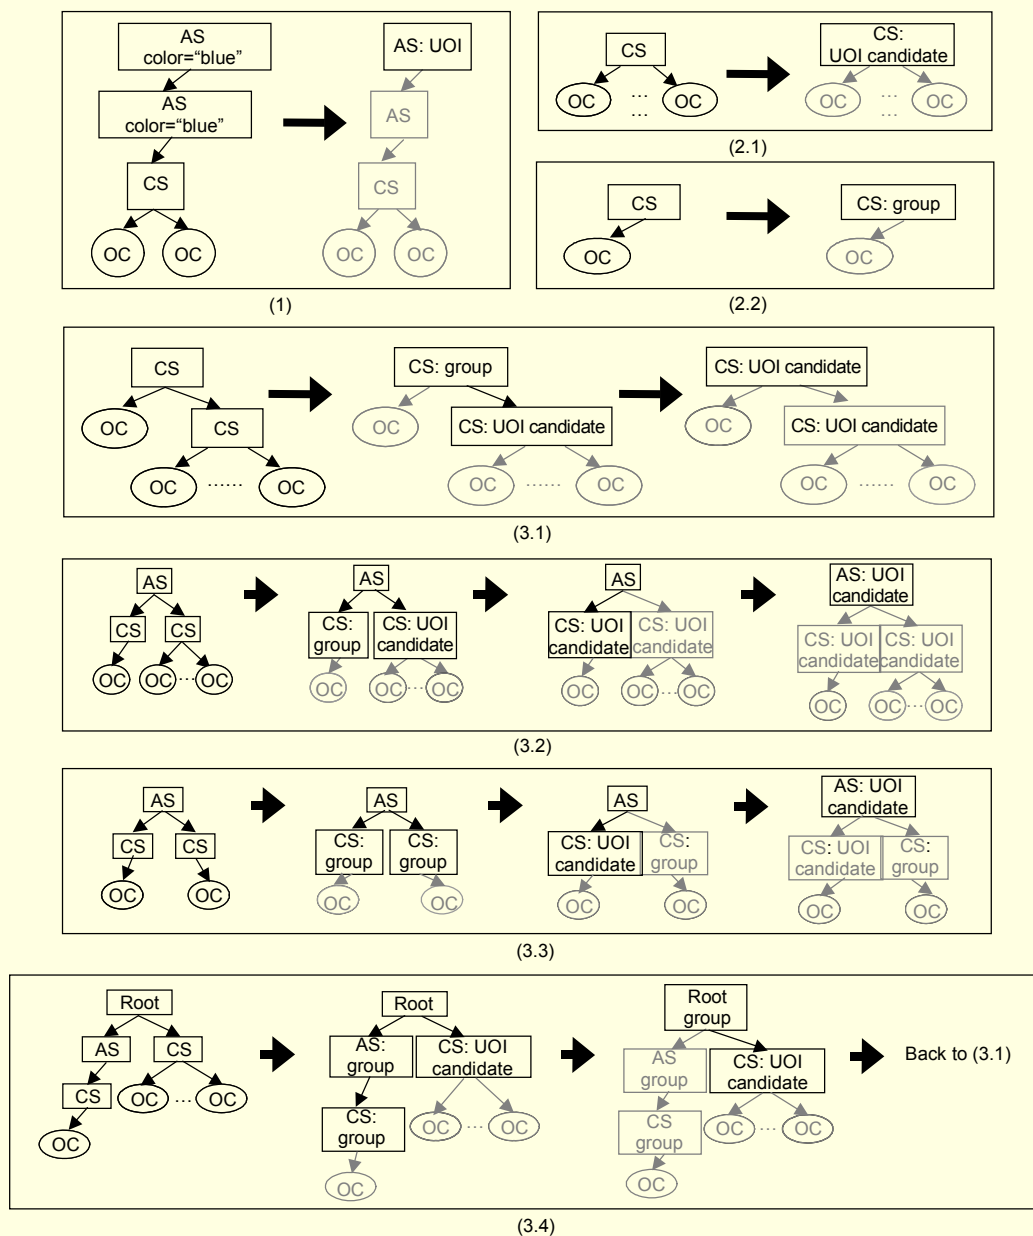 AS
color=“blue”
AS
color=“blue”
CS
OC OC
AS: UOI
AS
CS
OC OC
(1)
CS
OC ... ... OC
CS:
UOI candidate
OC ... ... OC
(2.1)
CS
OC
CS: group
OC
(2.2)
CS
OC
CS
OC ...... OC
CS: group
OC
CS: UOI candidate
OC ...... OC
CS: UOI candidate
OC
CS: UOI candidate
OC ...... OC
(3.1)
AS
CS CS
OC OC ... OC
AS
CS:
group
CS: UOI
candidate
OC OC ... OC
AS
CS: UOI
candidate
CS: UOI
candidate
OC OC ... OC
AS: UOI
candidate
CS: UOI
candidate
CS: UOI
candidate
OC OC ... OC
(3.2)
AS
CS CS
OC OC
AS
CS:
group
CS:
group
OC OC
AS
CS: UOI
candidate
CS:
group
OC OC
AS: UOI
candidate
CS: UOI
candidate
CS:
group
OC OC
(3.3)
Root
AS CS
CS
OC ... OC
OC
Root
AS:
group
CS: UOI
candidate
CS:
group
OC ... OC
OC
Root
group
AS
group
CS: UOI
candidate
CS
group
OC ... OC
OC
Back to (3.1)
(3.4)